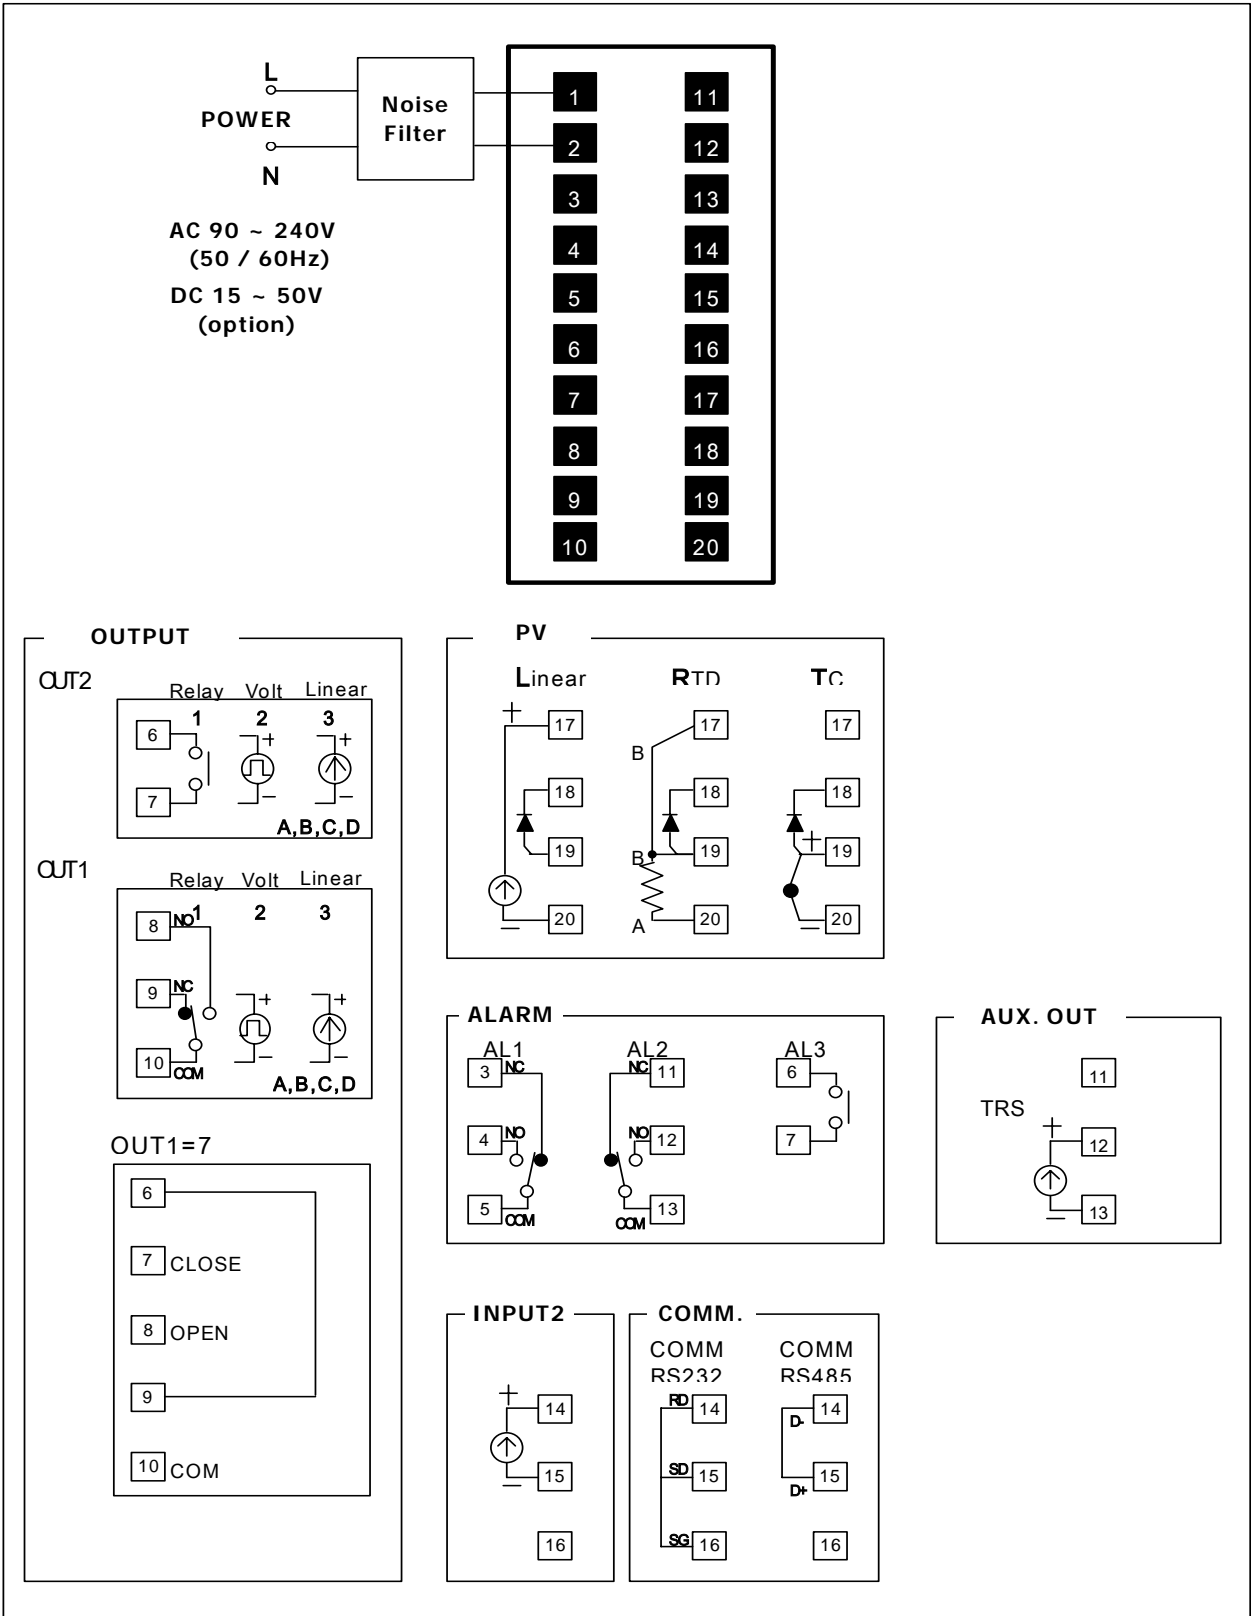 L
POWER
N
Noise
Filter
AC 90 ~ 240V
(50 / 60Hz)
DC 15 ~ 50V
(option)
1 11
2 12
3 13
4 14
5 15
6 16
7 17
8 18
9 19
10 20
OUTPUT
OUT2
Relay Volt Linear
1 2 3
6
+ +
7
− −
A,B,C,D
OUT1
Relay Volt Linear
1 2 3
8 NO
9 NC
+ +
10 COM
− −
A,B,C,D
OUT1=7
6
7 CLOSE
8 OPEN
9
10 COM
PV
Linear RTD TC
+ 17 B 17 17
18 18 18
19 B 19 + 19
− 20 A 20 − 20
ALARM
AL1 AL2 AL3
3 NC NC 11 6
4 NO NO 12 7
5 COM COM 13
AUX. OUT
11
TRS
+ 12
− 13
INPUT2
+ 14
− 15
16
COMM.
COMM COMM
RS232 RS485
RD 14 D- 14
SD 15 D+ 15
SG 16 16